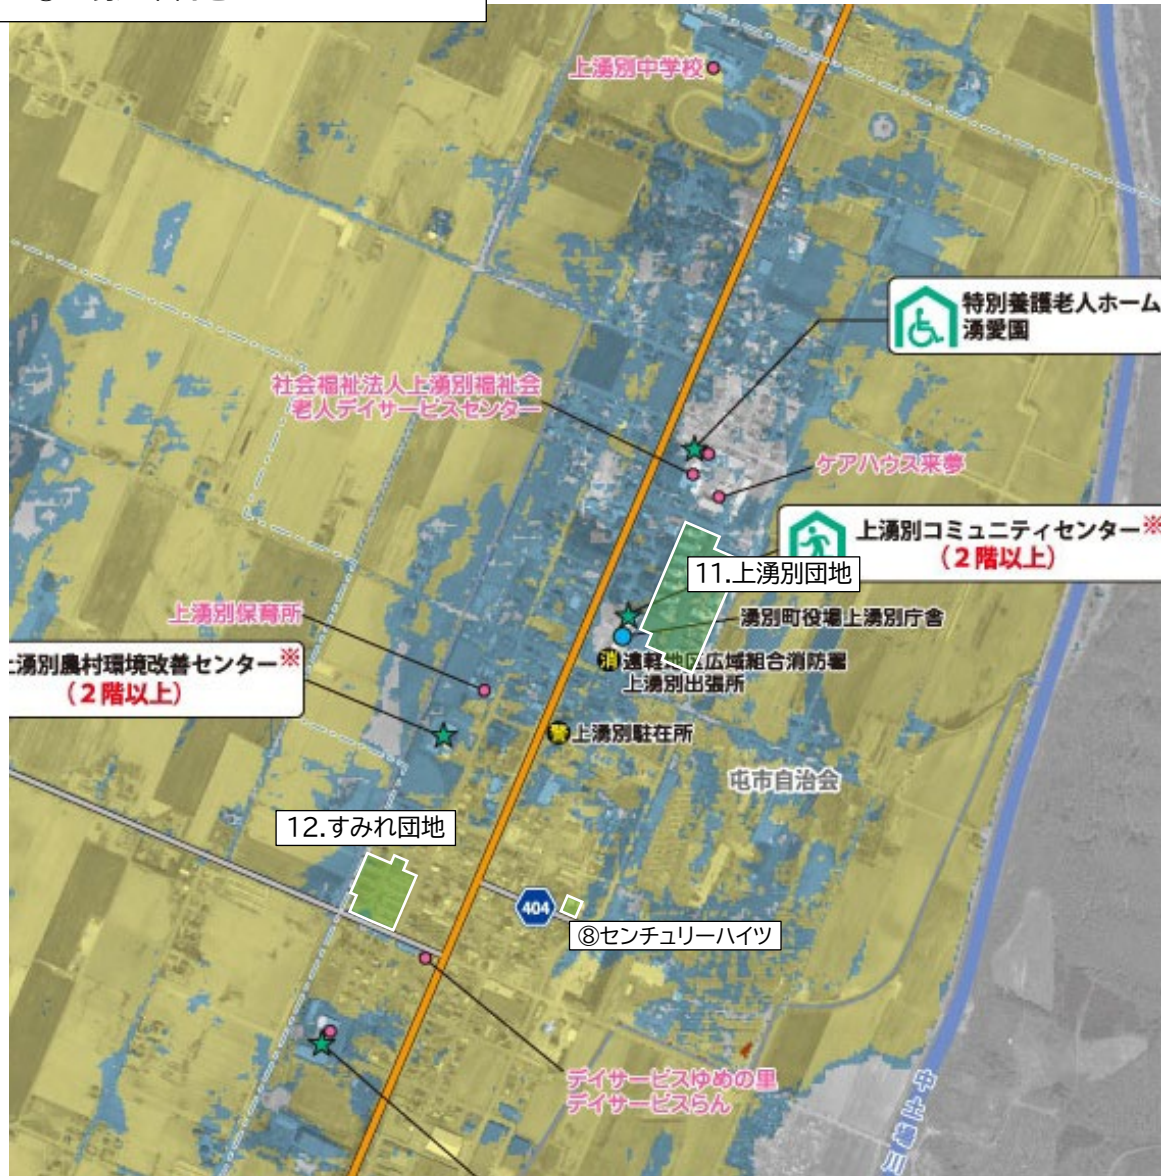 上湧別中学校
特別養護老人ホーム
湧愛園
社会福祉法人上湧別福祉会
老人デイサービスセンター
ケアハウス来夢
上湧別コミュニティセンター※
(2階以上)
11.上湧別団地
上湧別保育所
湧別町役場上湧別庁舎
上湧別農村環境改善センター※
(2階以上)
消 遠軽地区広域組合消防署
上湧別出張所
上湧別駐在所
屯市自治会
12.すみれ団地
404
⑧センチュリーハイツ
デイサービスゆめの里
デイサービスらん
中土場川